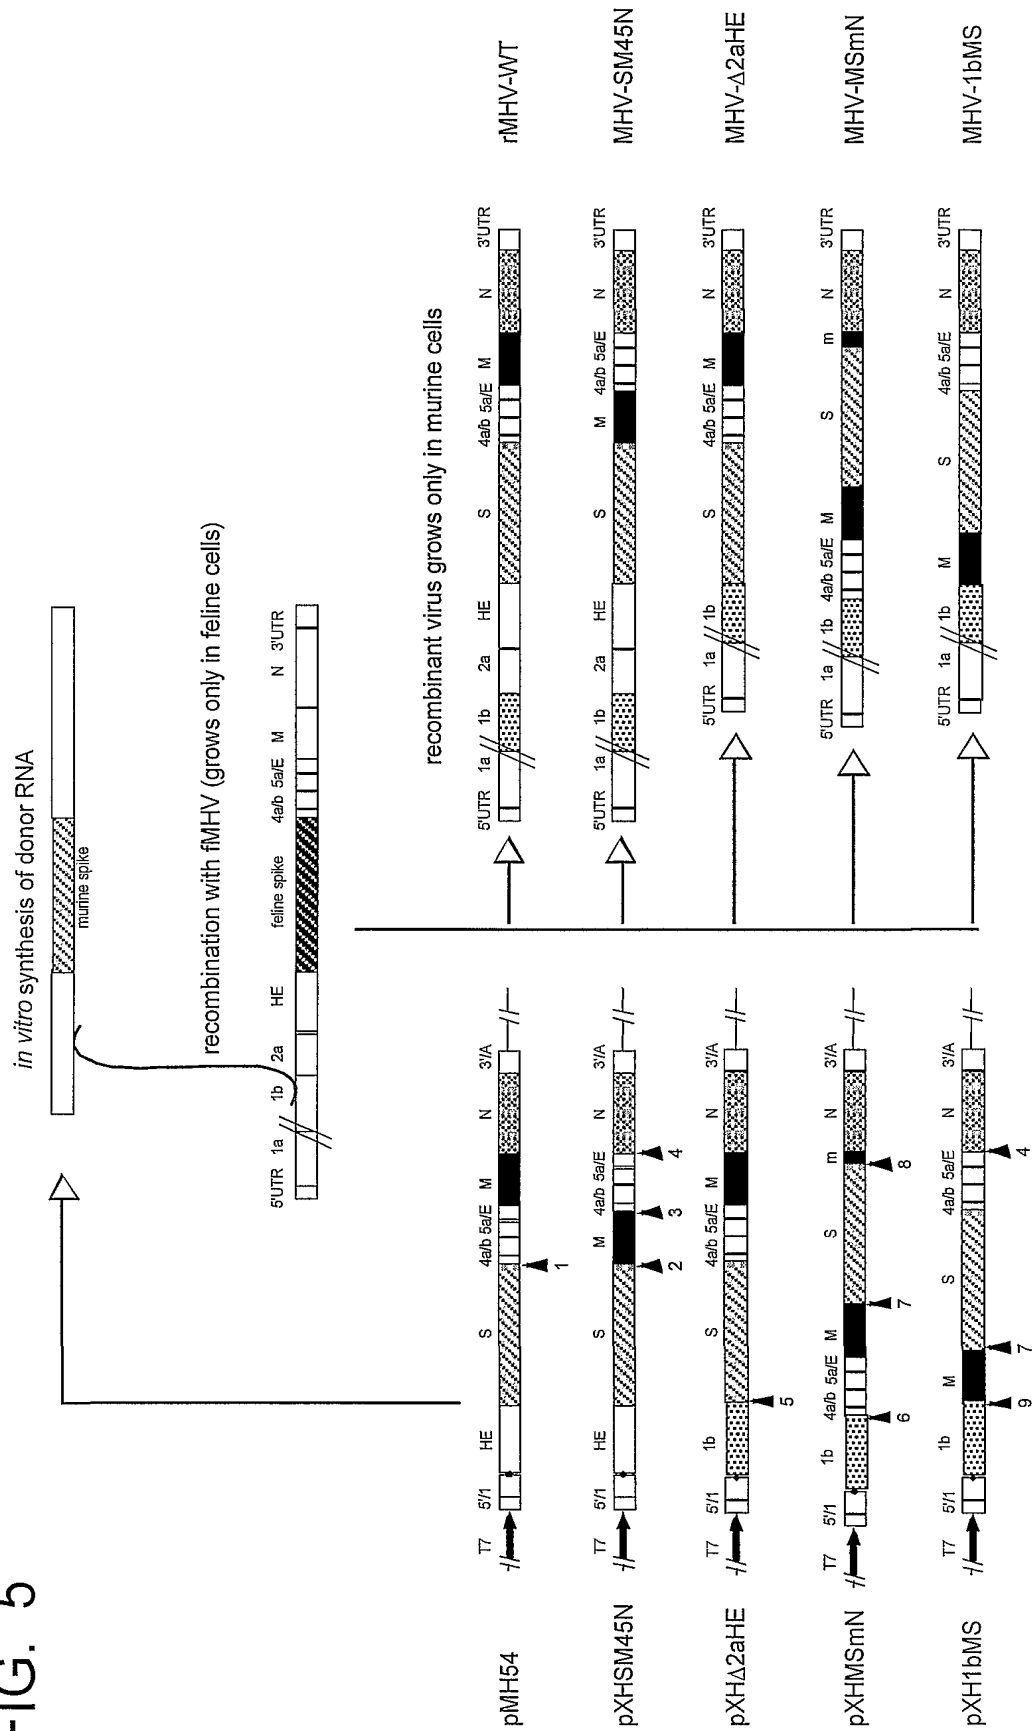 FIG. 5
in vitro synthesis of donor RNA
murine spike
recombination with fMHV (grows only in feline cells)
5'UTR 1a 1b 2a HE feline spike 4a/b 5a/E M N 3'UTR
recombinant virus grows only in murine cells
pMH54 T7 5'/1 HE S 4a/b 5a/E M N 3'/A
1
5'UTR 1a 1b 2a HE S 4a/b 5a/E M N 3'UTR rMHV-WT
pXHSM45N T7 5'/1 HE S M 4a/b 5a/E N 3'/A
2 3 4
5'UTR 1a 1b 2a HE S M 4a/b 5a/E N 3'UTR MHV-SM45N
pXHΔ2aHE T7 5'/1 1b S 4a/b 5a/E M N 3'/A
5
5'UTR 1a 1b S 4a/b 5a/E M N 3'UTR MHV-Δ2aHE
pXHMSmN T7 5'/1 1b 4a/b 5a/E M S m N 3'/A
6 7 8
5'UTR 1a 1b 4a/b 5a/E M S m N 3'UTR MHV-MSmN
pXH1bMS T7 5'/1 1b M S 4a/b 5a/E N 3'/A
9 7 4
5'UTR 1a 1b M S 4a/b 5a/E N 3'UTR MHV-1bMS